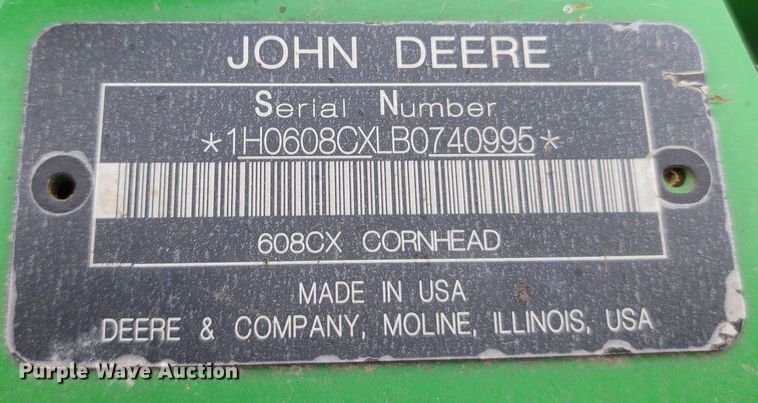 JOHN DEERE
Serial Number
*1H0608CXLB0740995*
608CX CORNHEAD
MADE IN USA
DEERE & COMPANY, MOLINE, ILLINOIS, USA
Purple Wave Auction